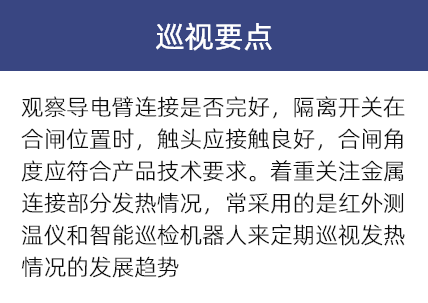 巡视要点
观察导电臂连接是否完好，隔离开关在
合闸位置时，触头应接触良好，合闸角
度应符合产品技术要求。着重关注金属
连接部分发热情况，常采用的是红外测
温仪和智能巡检机器人来定期巡视发热
情况的发展趋势